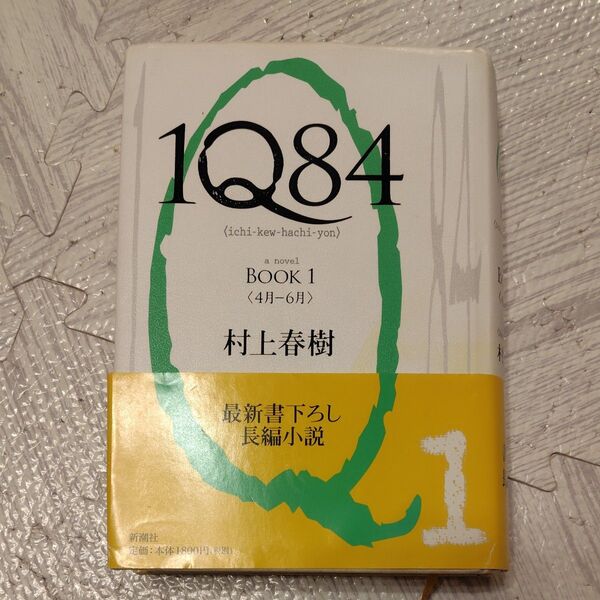 1Q84
〈ichi-kew-hachi-yon〉
a novel
BOOK 1
〈4月−6月〉
村上春樹
最新書下ろし
長編小説
1
新潮社
定価:本体1800円(税別)
村